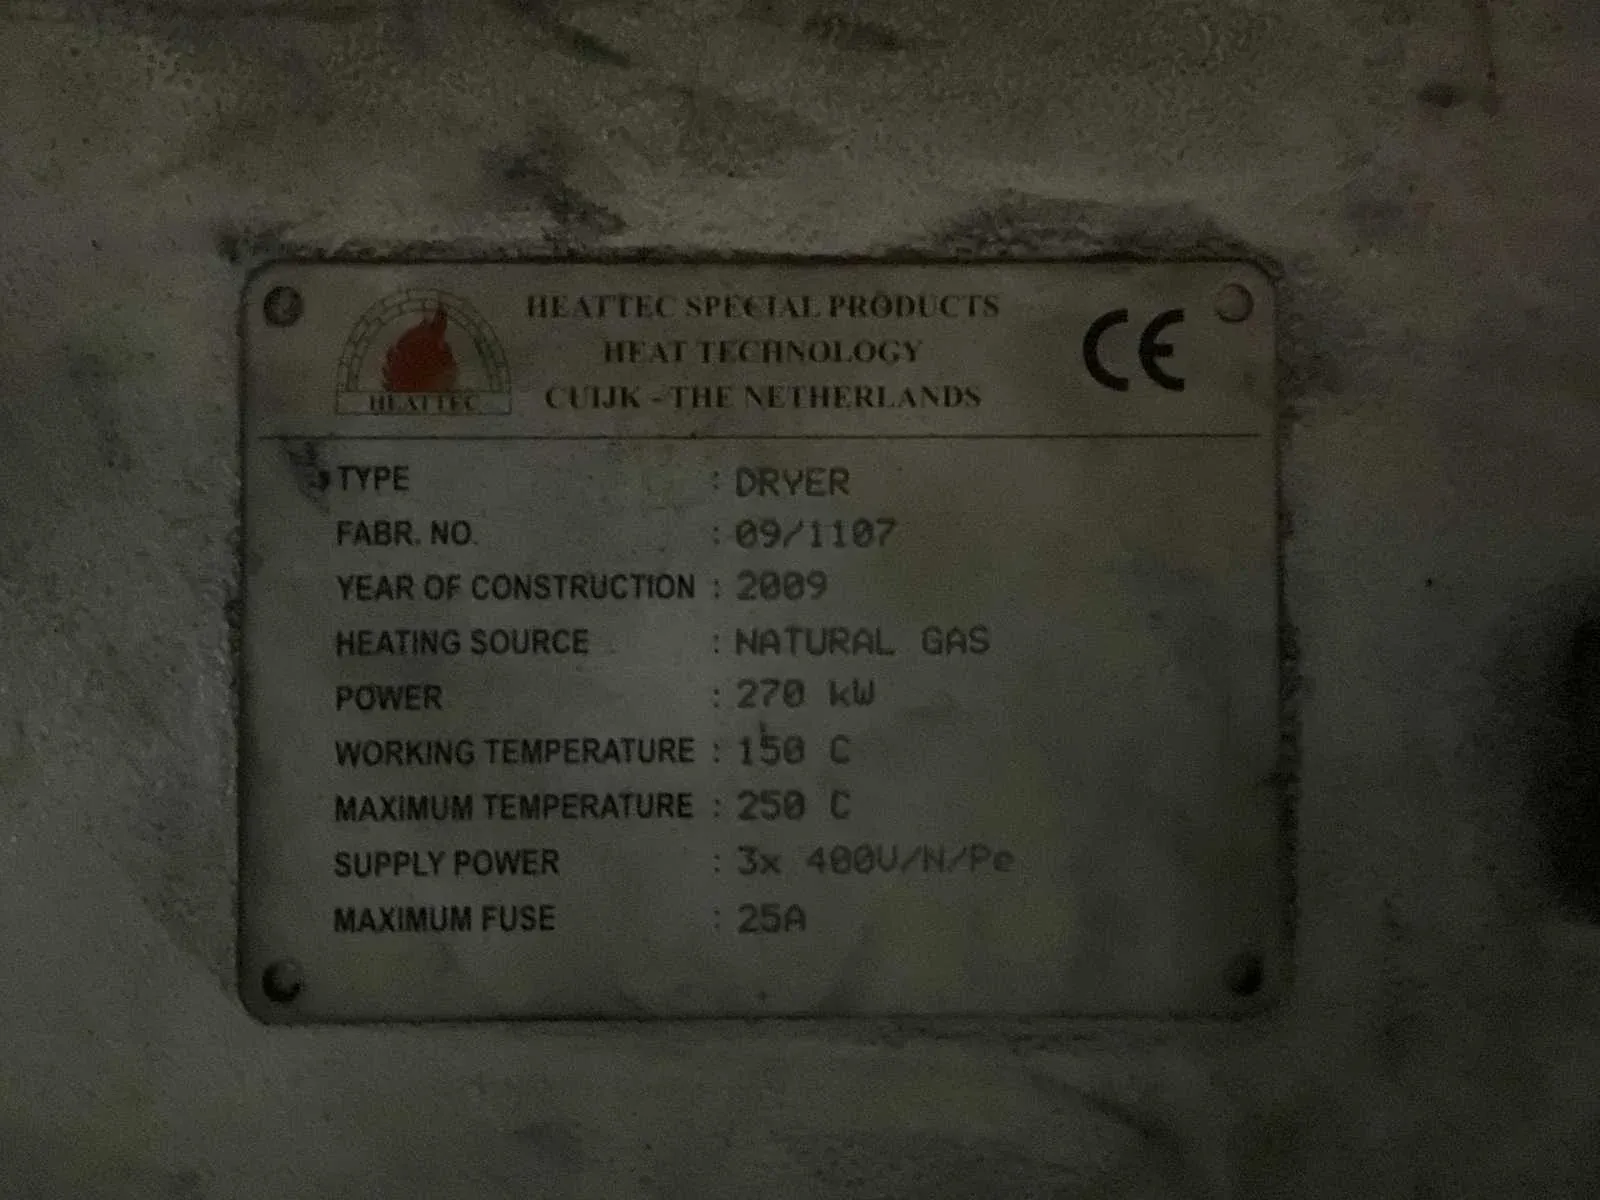 HEATTEC
HEATTEC SPECIAL PRODUCTS
HEAT TECHNOLOGY
CUIJK - THE NETHERLANDS
CE
TYPE : DRYER
FABR. NO. : 09/1107
YEAR OF CONSTRUCTION : 2009
HEATING SOURCE : NATURAL GAS
POWER : 270 kW
WORKING TEMPERATURE : 150 C
MAXIMUM TEMPERATURE : 250 C
SUPPLY POWER : 3x 400V/N/Pe
MAXIMUM FUSE : 25A